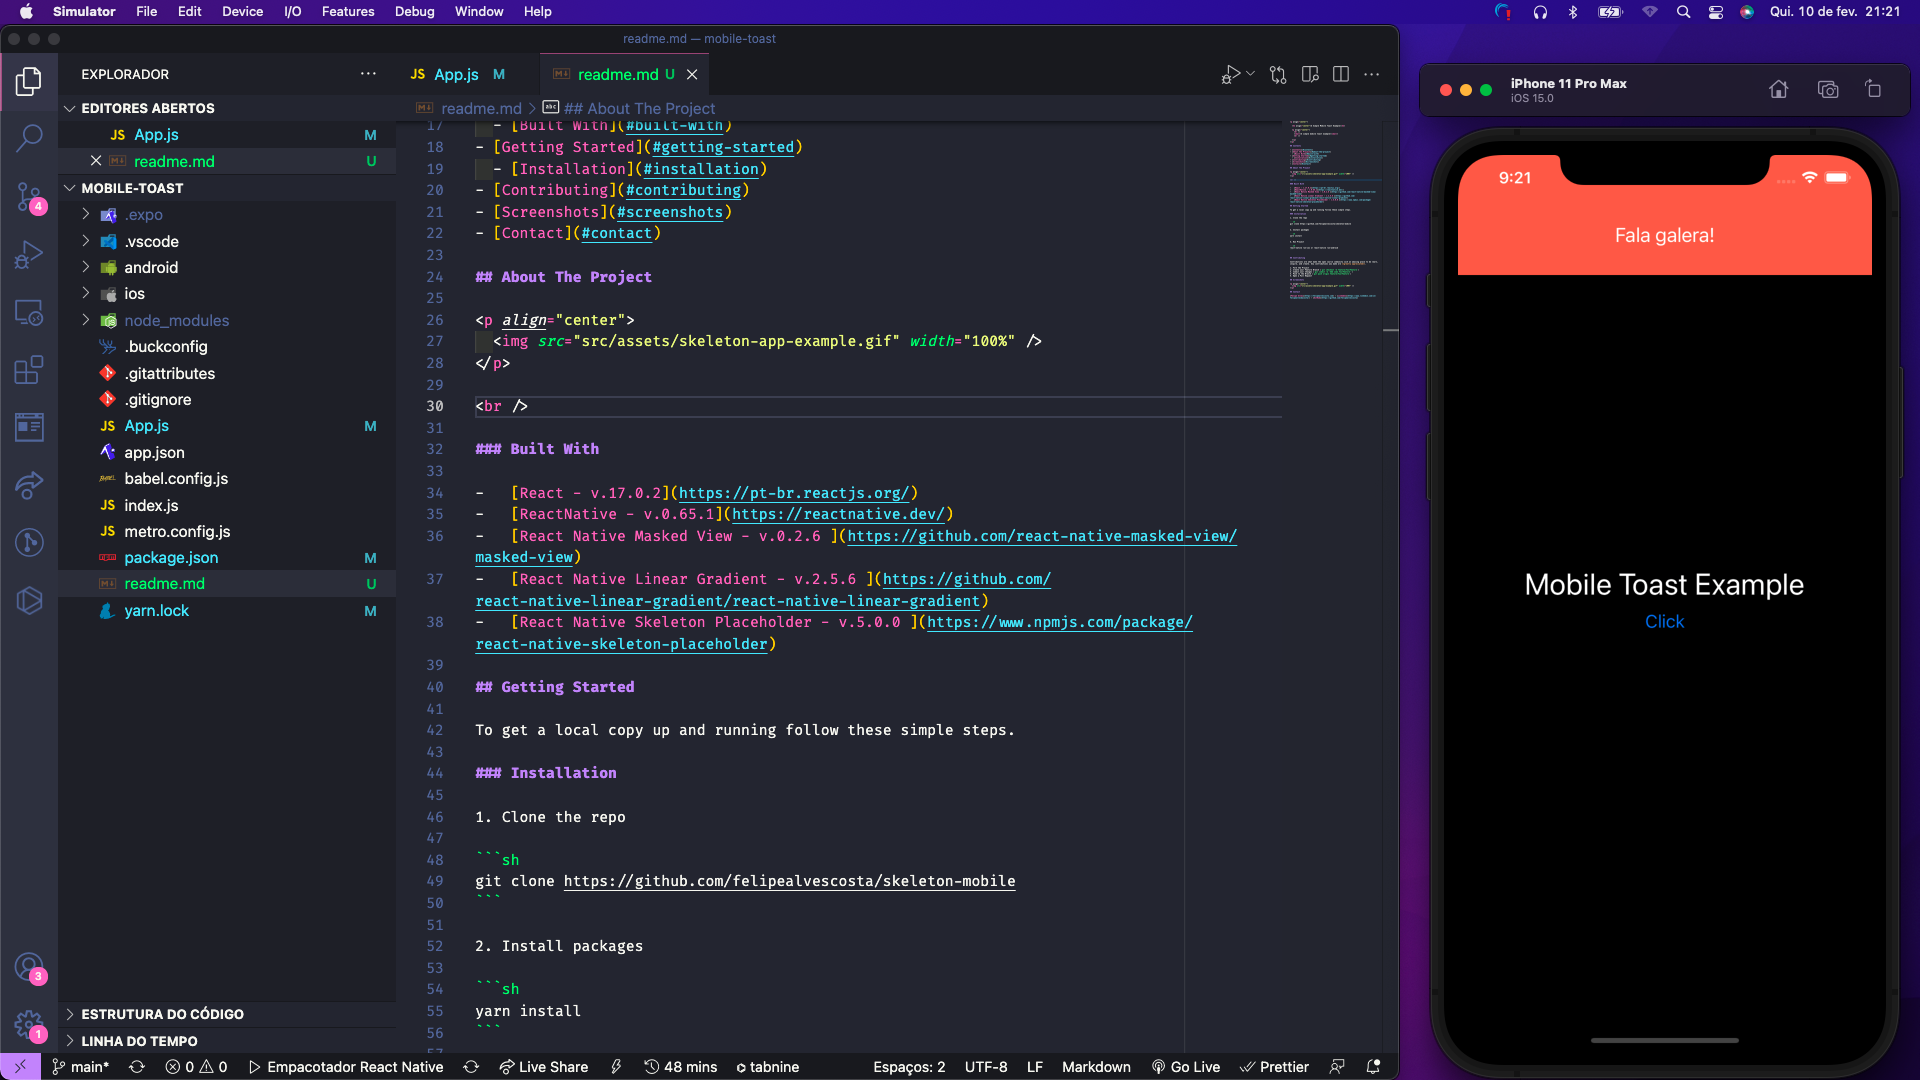 Simulator File Edit Device I/O Features Debug Window Help
Qui. 10 de fev. 21:21
readme.md — mobile-toast
EXPLORADOR
EDITORES ABERTOS
JS App.js M
readme.md U
MOBILE-TOAST
.expo
.vscode
android
ios
node_modules
.buckconfig
.gitattributes
.gitignore
JS App.js M
app.json
babel.config.js
JS index.js
JS metro.config.js
package.json M
readme.md U
yarn.lock M
ESTRUTURA DO CÓDIGO
LINHA DO TEMPO
4
3
1
JS App.js M
readme.md U
readme.md > ## About The Project
17 - [Built With](#built-with)
18 - [Getting Started](#getting-started)
19 - [Installation](#installation)
20 - [Contributing](#contributing)
21 - [Screenshots](#screenshots)
22 - [Contact](#contact)
23
24 ## About The Project
25
26 <p align="center">
27 <img src="src/assets/skeleton-app-example.gif" width="100%" />
28 </p>
29
30 <br />
31
32 ### Built With
33
34 - [React - v.17.0.2](https://pt-br.reactjs.org/)
35 - [ReactNative - v.0.65.1](https://reactnative.dev/)
36 - [React Native Masked View - v.0.2.6 ](https://github.com/react-native-masked-view/
masked-view)
37 - [React Native Linear Gradient - v.2.5.6 ](https://github.com/
react-native-linear-gradient/react-native-linear-gradient)
38 - [React Native Skeleton Placeholder - v.5.0.0 ](https://www.npmjs.com/package/
react-native-skeleton-placeholder)
39
40 ## Getting Started
41
42 To get a local copy up and running follow these simple steps.
43
44 ### Installation
45
46 1. Clone the repo
47
48 ```sh
49 git clone https://github.com/felipealvescosta/skeleton-mobile
50 ```
51
52 2. Install packages
53
54 ```sh
55 yarn install
56 ```
57
main* 0 0 Empacotador React Native Live Share 48 mins tabnine Espaços: 2 UTF-8 LF Markdown Go Live Prettier
iPhone 11 Pro Max
iOS 15.0
9:21
Fala galera!
Mobile Toast Example
Click